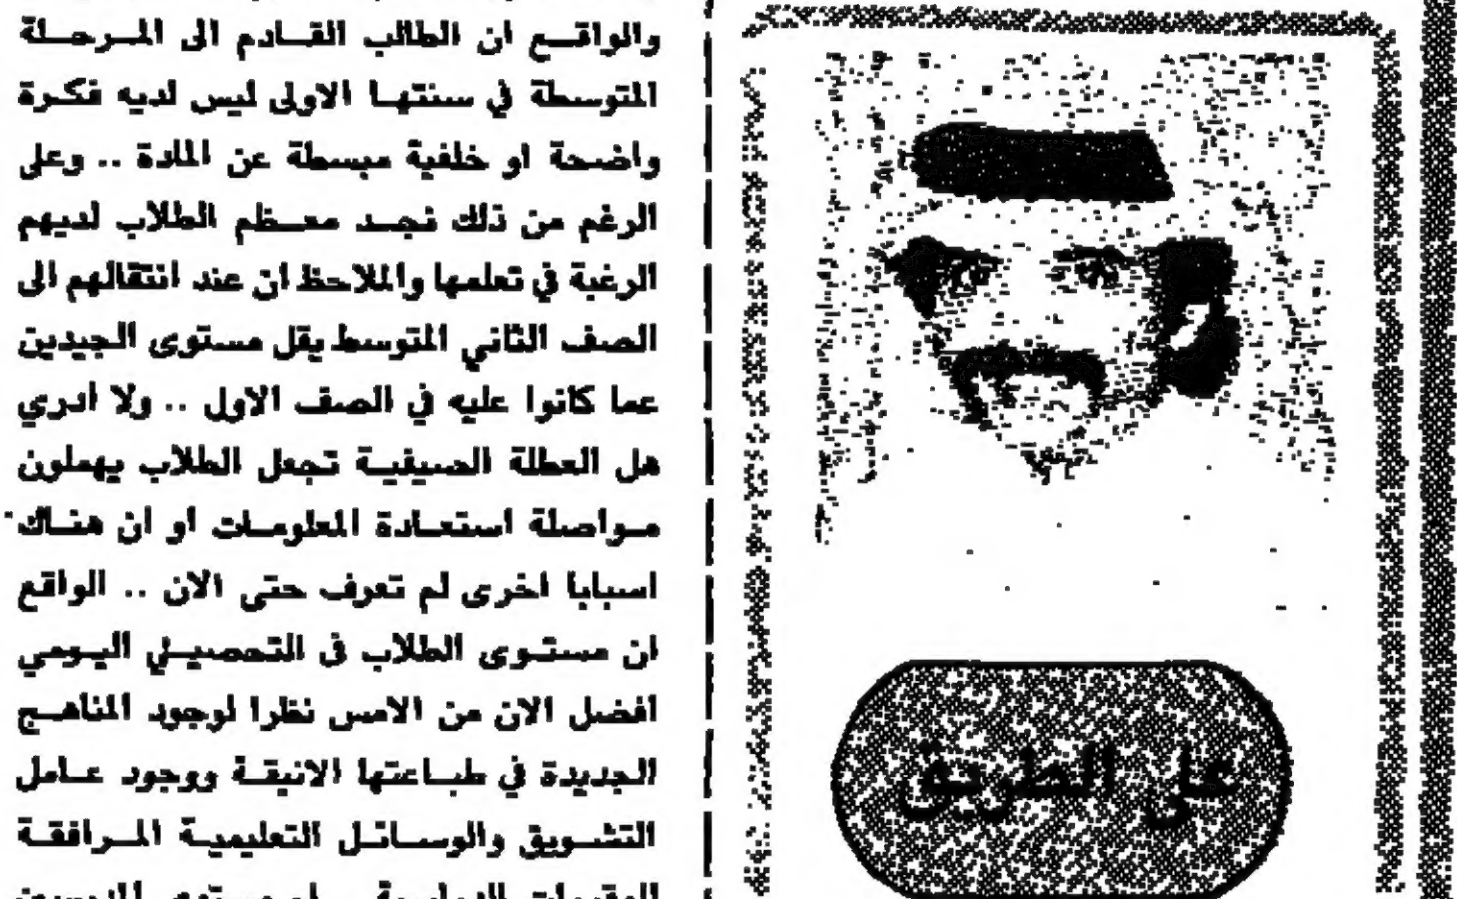 والواقع ان الطالب القادم الى المرحلة
المتوسطة في سنتها الاولى ليس لديه فكرة
واضحة او خلفية مبسطة عن المادة .. وعلى
الرغم من ذلك نجد معظم الطلاب لديهم
الرغبة في تعلمها والملاحظ ان عند انتقالهم الى
الصف الثاني المتوسط يقل مستوى الجيدين
عما كانوا عليه في الصف الاول .. ولا ادري
هل العطلة الصيفية تجعل الطلاب يهملون
مواصلة استعادة المعلومات او ان هناك
اسبابا اخرى لم تعرف حتى الان .. الواقع
ان مستوى الطلاب في التحصيلي اليومي
افضل الان من الامس نظرا لوجود المناهج
الجديدة في طباعتها الانيقة ووجود عامل
التشويق والوسائل التعليمية المرافقة
على الطريق